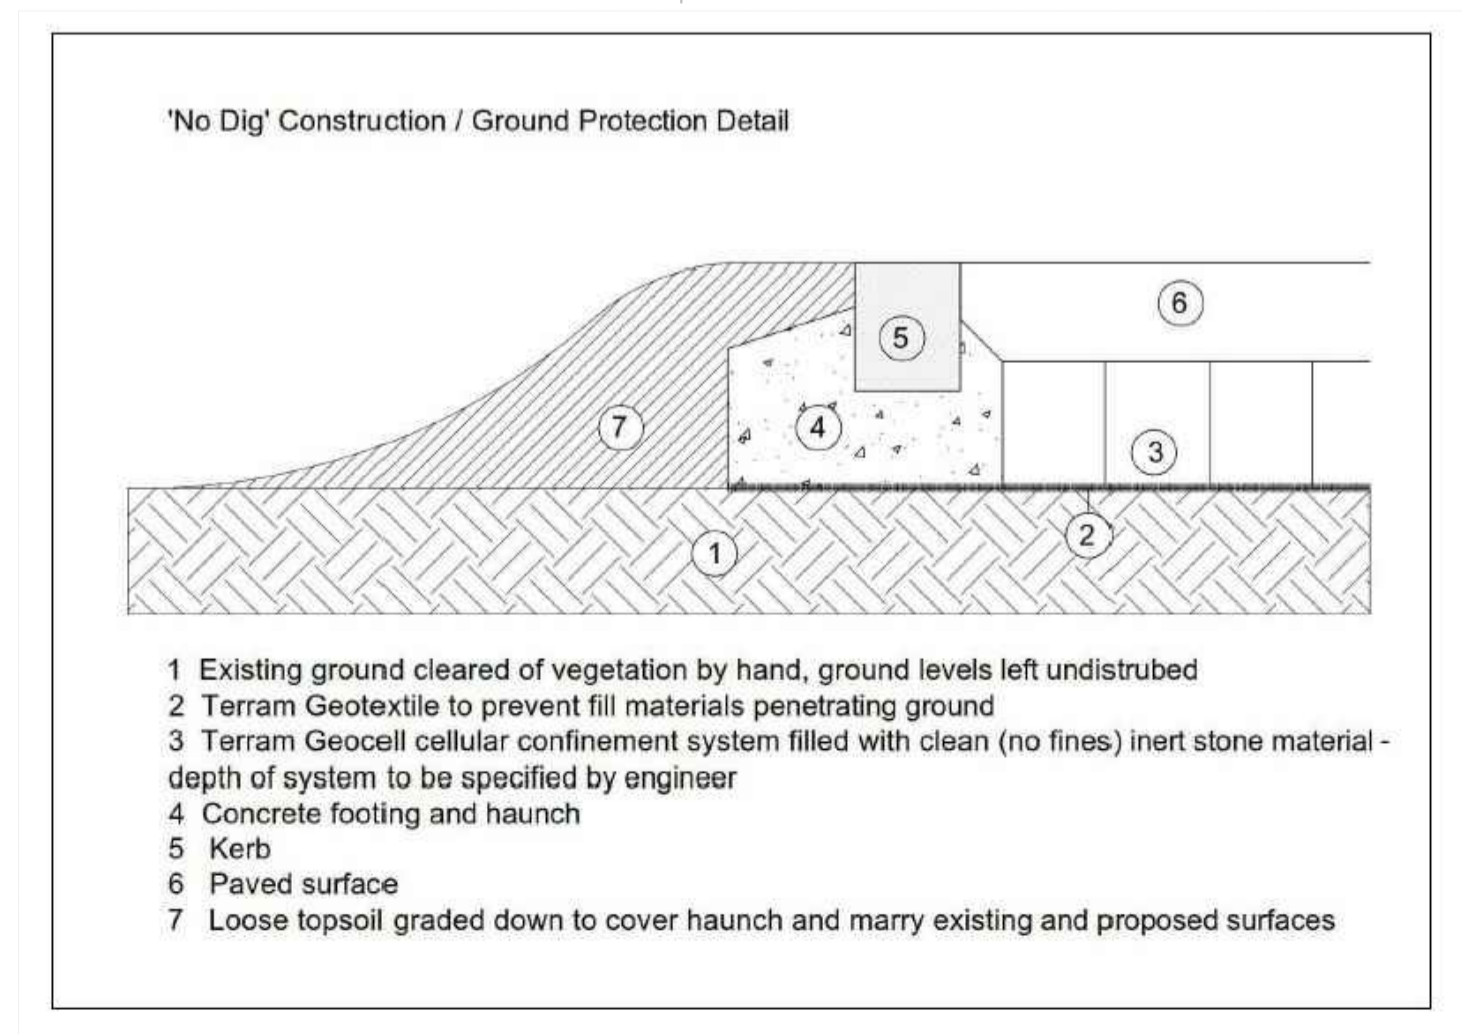 'No Dig' Construction / Ground Protection Detail
6
5
7
4
3
2
1
1 Existing ground cleared of vegetation by hand, ground levels left undistrubed
2 Terram Geotextile to prevent fill materials penetrating ground
3 Terram Geocell cellular confinement system filled with clean (no fines) inert stone material -
depth of system to be specified by engineer
4 Concrete footing and haunch
5 Kerb
6 Paved surface
7 Loose topsoil graded down to cover haunch and marry existing and proposed surfaces